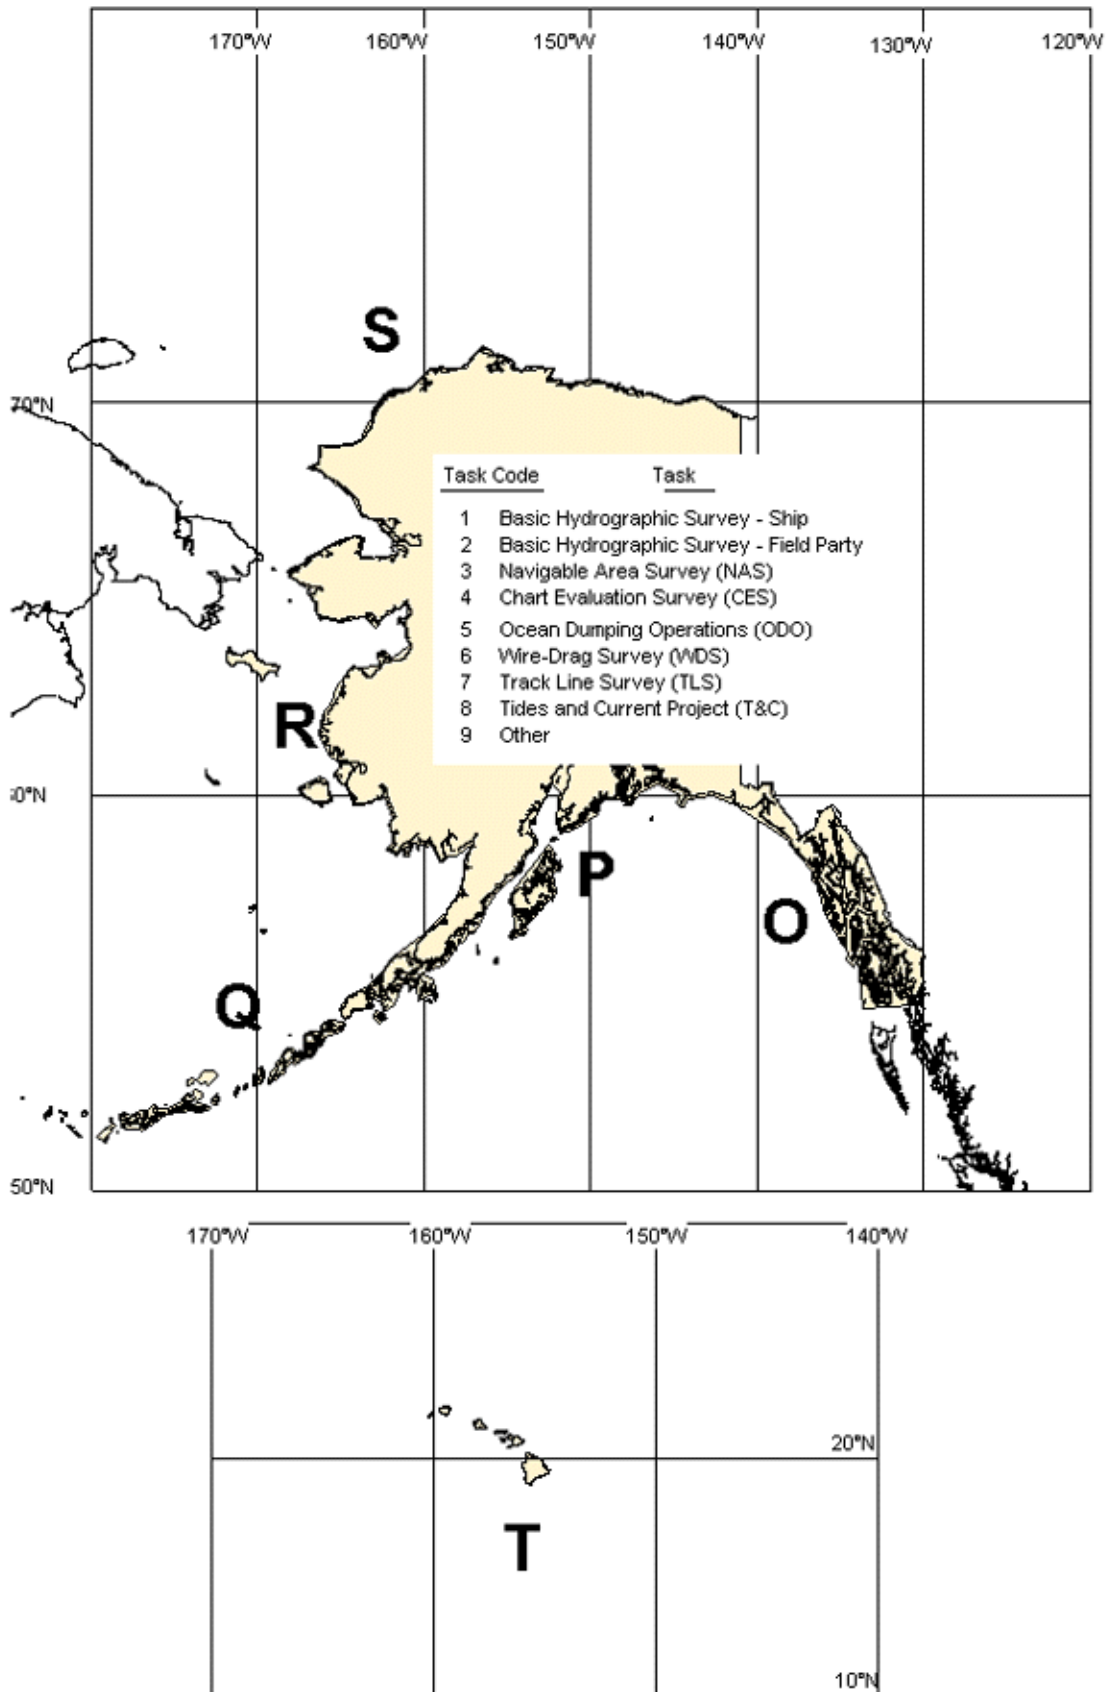 170°W 160°W 150°W 140°W 130°W 120°W
S
70°N
Task Code Task
1 Basic Hydrographic Survey - Ship
2 Basic Hydrographic Survey - Field Party
3 Navigable Area Survey (NAS)
4 Chart Evaluation Survey (CES)
5 Ocean Dumping Operations (ODO)
6 Wire-Drag Survey (WDS)
7 Track Line Survey (TLS)
8 Tides and Current Project (T&C)
9 Other
R
0°N
P
O
Q
50°N
170°W 160°W 150°W 140°W
20°N
T
10°N